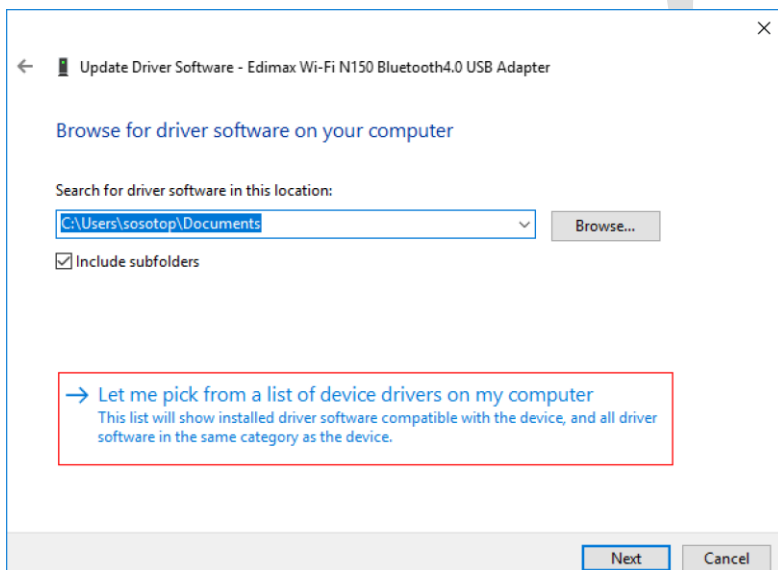 Update Driver Software - Edimax Wi-Fi N150 Bluetooth4.0 USB Adapter
Browse for driver software on your computer
Search for driver software in this location:
C:\Users\sosotop\Documents
Browse...
Include subfolders
Let me pick from a list of device drivers on my computer
This list will show installed driver software compatible with the device, and all driver
software in the same category as the device.
Next
Cancel